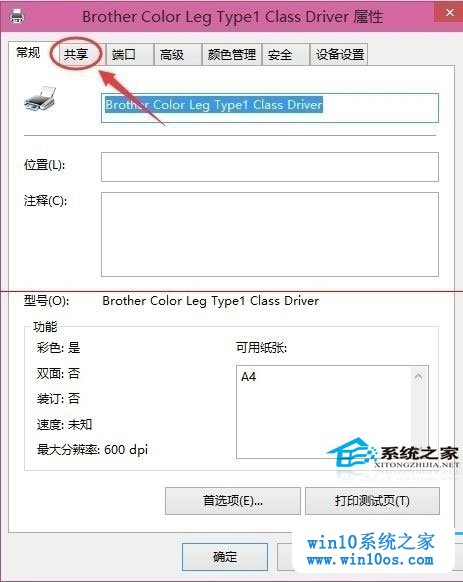 Brother Color Leg Type1 Class Driver 属性
常规 共享 端口 高级 颜色管理 安全 设备设置
Brother Color Leg Type1 Class Driver
位置(L):
注释(C):
型号(O): Brother Color Leg Type1 Class Driver
功能
彩色: 是 可用纸张:
双面: 否 A4
装订: 否
速度: 未知
最大分辨率: 600 dpi
系统之家
XITONGZHIJIA.NET
首选项(E)... 打印测试页(T)
确定
win10系统之家
www.win10os.com